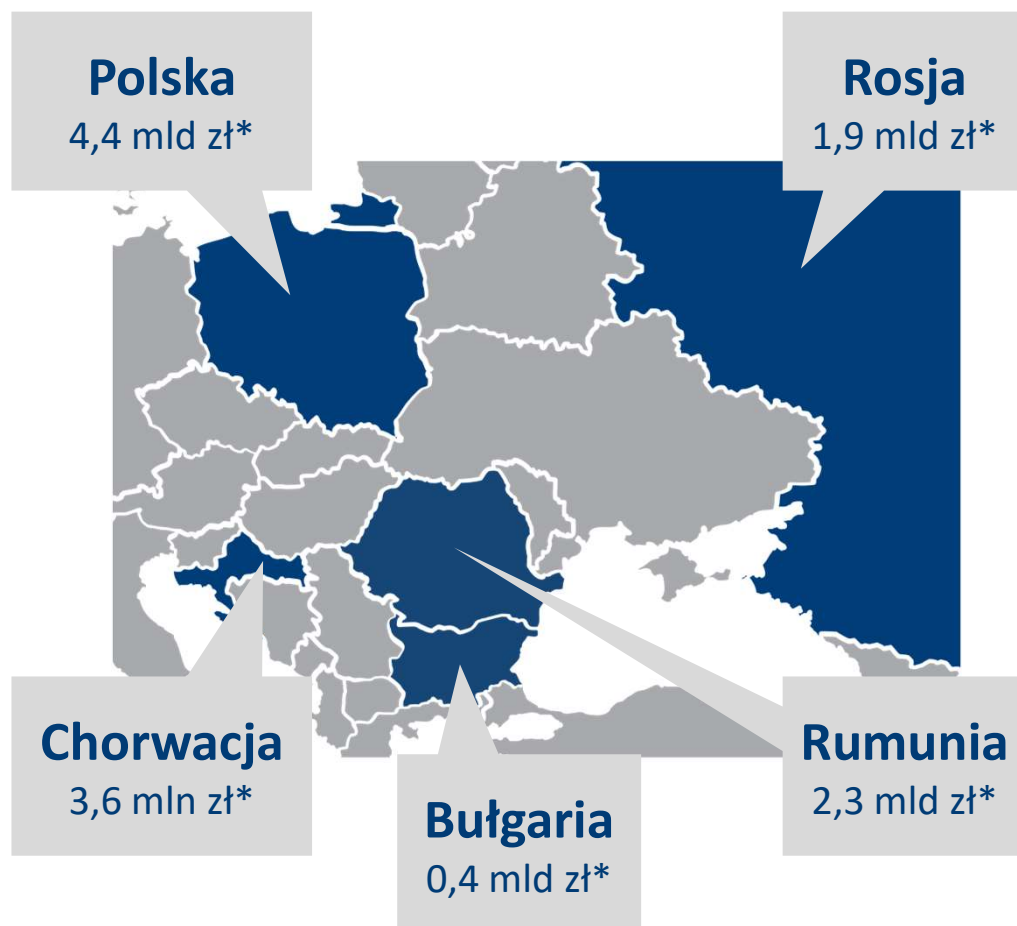 Polska
4,4 mld zł*
Rosja
1,9 mld zł*
Chorwacja
3,6 mln zł*
Bułgaria
0,4 mld zł*
Rumunia
2,3 mld zł*